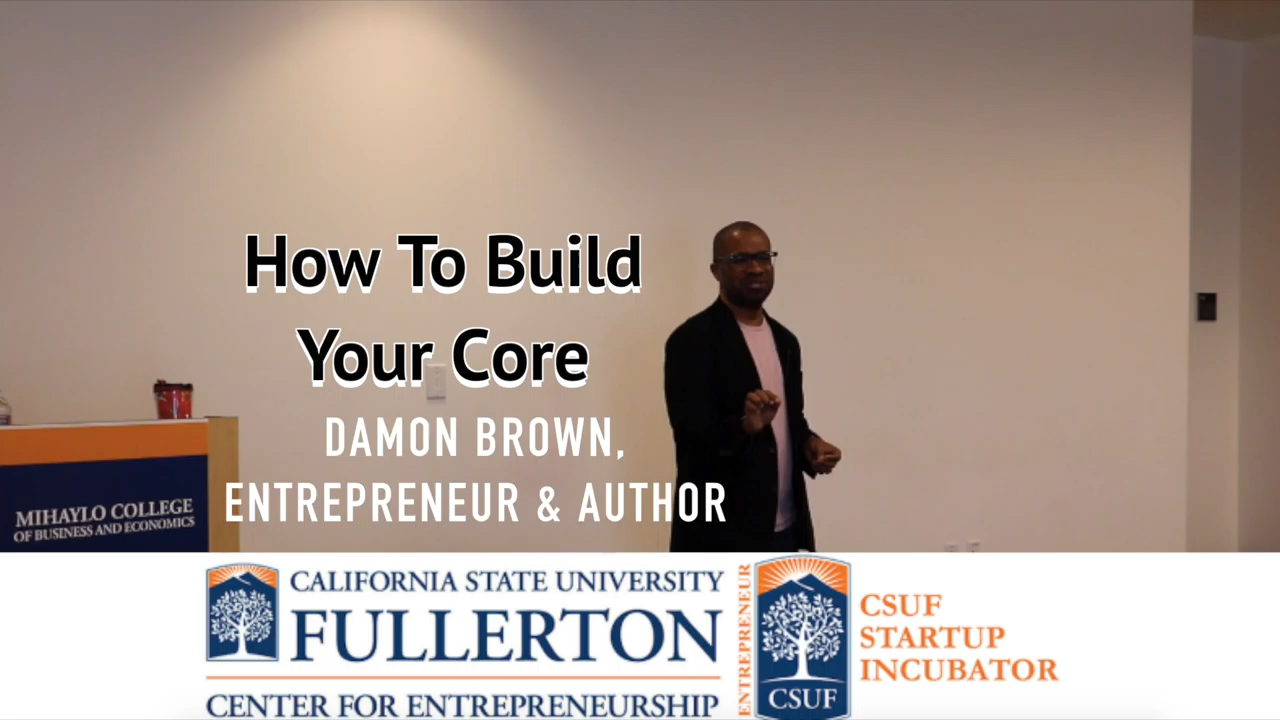 How To Build
Your Core
DAMON BROWN,
ENTREPRENEUR & AUTHOR
MIHAYLO COLLEGE
OF BUSINESS AND ECONOMICS
CALIFORNIA STATE UNIVERSITY
FULLERTON
CENTER FOR ENTREPRENEURSHIP
ENTREPRENEUR
CSUF
CSUF
STARTUP
INCUBATOR